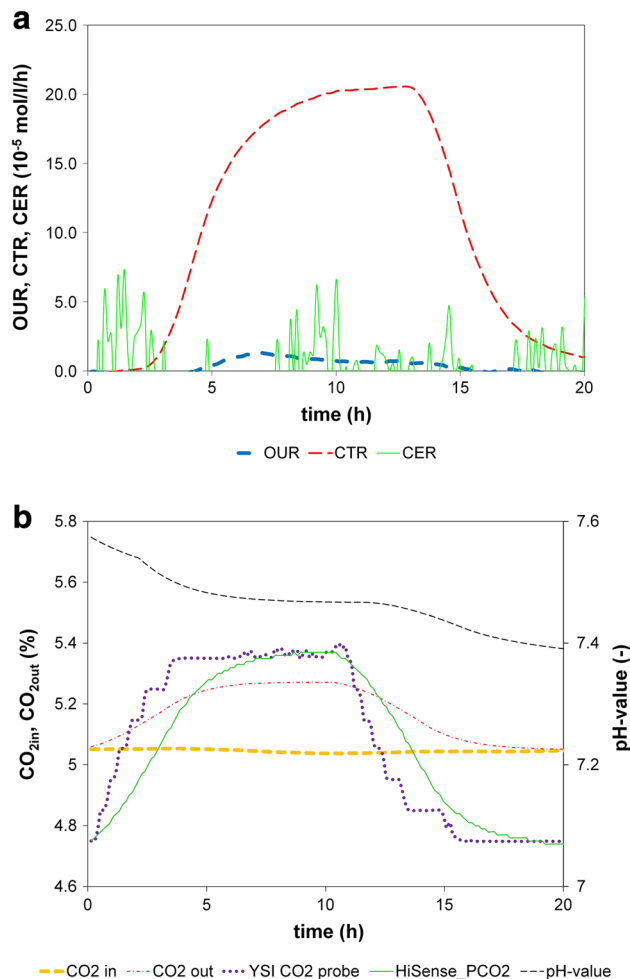 a
25.0
20.0
15.0
10.0
5.0
0.0
OUR, CTR, CER (10⁻⁵ mol/l/h)
0 5 10 15 20
time (h)
OUR CTR CER
b
5.8
5.6
5.4
5.2
5
4.8
4.6
CO₂in, CO₂out (%)
7.6
7.4
7.2
7
pH-value (-)
0 5 10 15 20
time (h)
CO2 in CO2 out YSI CO2 probe HiSense_PCO2 pH-value